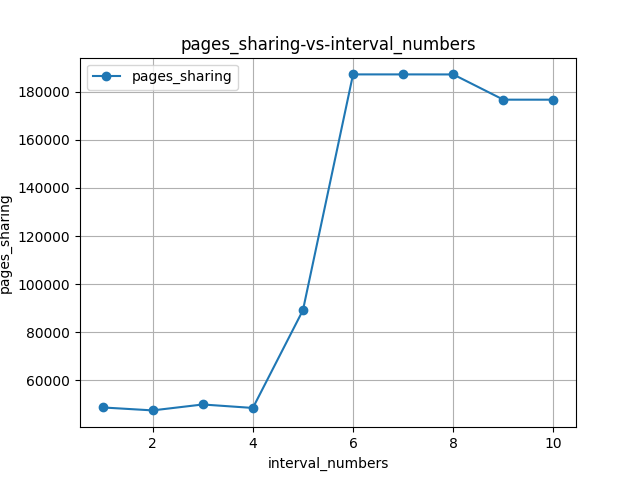 pages_sharing-vs-interval_numbers
pages_sharing
180000
160000
140000
120000
100000
80000
60000
pages_sharing
2 4 6 8 10
interval_numbers